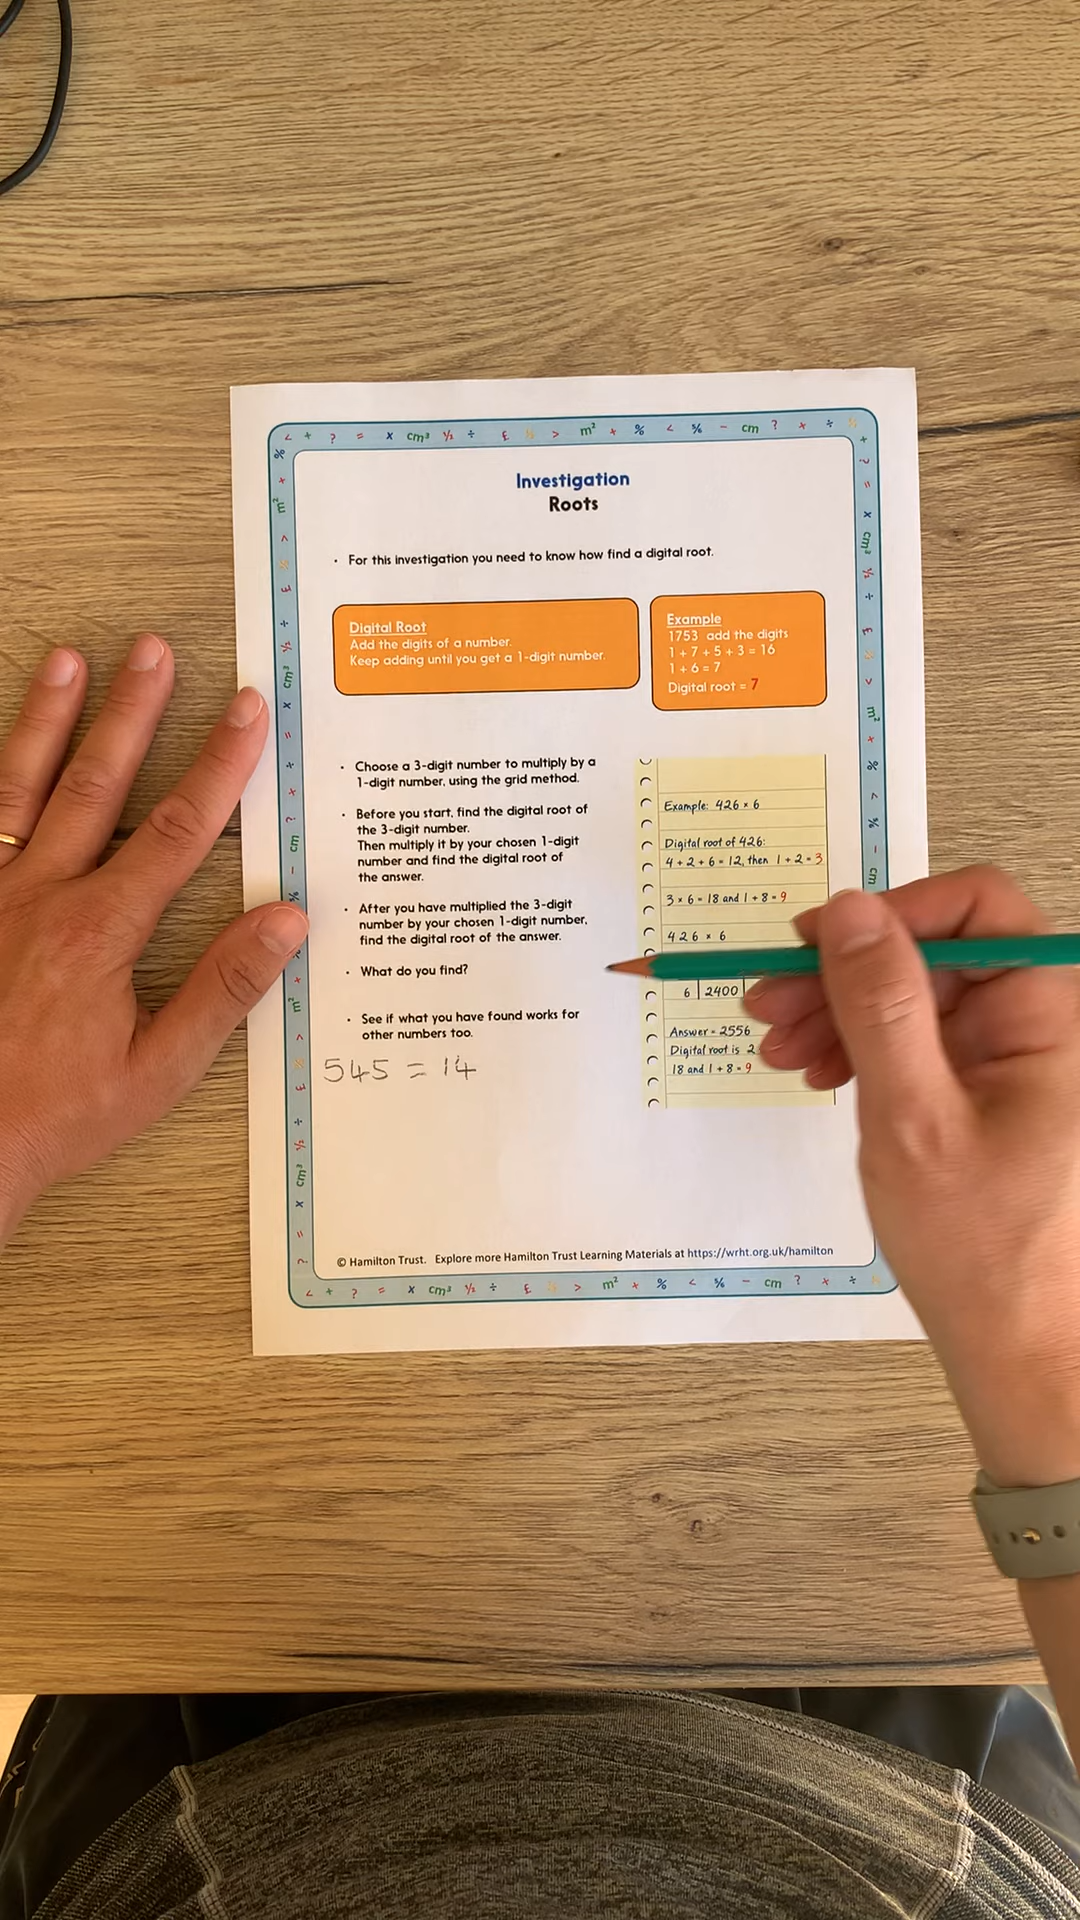 Investigation
Roots
• For this investigation you need to know how find a digital root.
Digital Root
Add the digits of a number.
Keep adding until you get a 1-digit number.
Example
1753 add the digits
1 + 7 + 5 + 3 = 16
1 + 6 = 7
Digital root = 7
• Choose a 3-digit number to multiply by a
1-digit number, using the grid method.
• Before you start, find the digital root of
the 3-digit number.
Then multiply it by your chosen 1-digit
number and find the digital root of
the answer.
• After you have multiplied the 3-digit
number by your chosen 1-digit number,
find the digital root of the answer.
• What do you find?
• See if what you have found works for
other numbers too.
545 = 14
Example: 426 × 6
Digital root of 426:
4 + 2 + 6 = 12, then 1 + 2 = 3
3 × 6 = 18 and 1 + 8 = 9
426 × 6
6 2400
Answer = 2556
Digital root is 2
18 and 1 + 8 = 9
© Hamilton Trust. Explore more Hamilton Trust Learning Materials at https://wrht.org.uk/hamilton